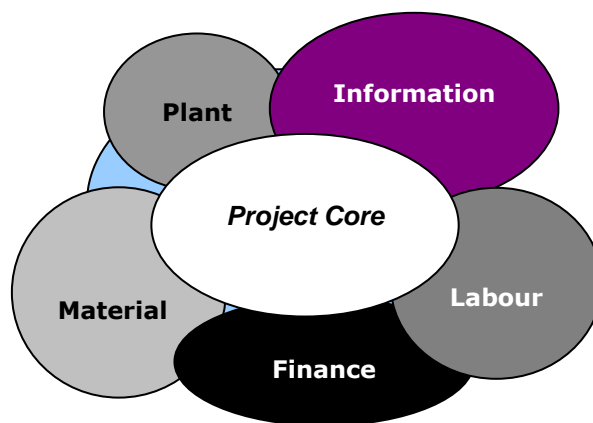 Information
Plant
Project Core
Labour
Material
Finance